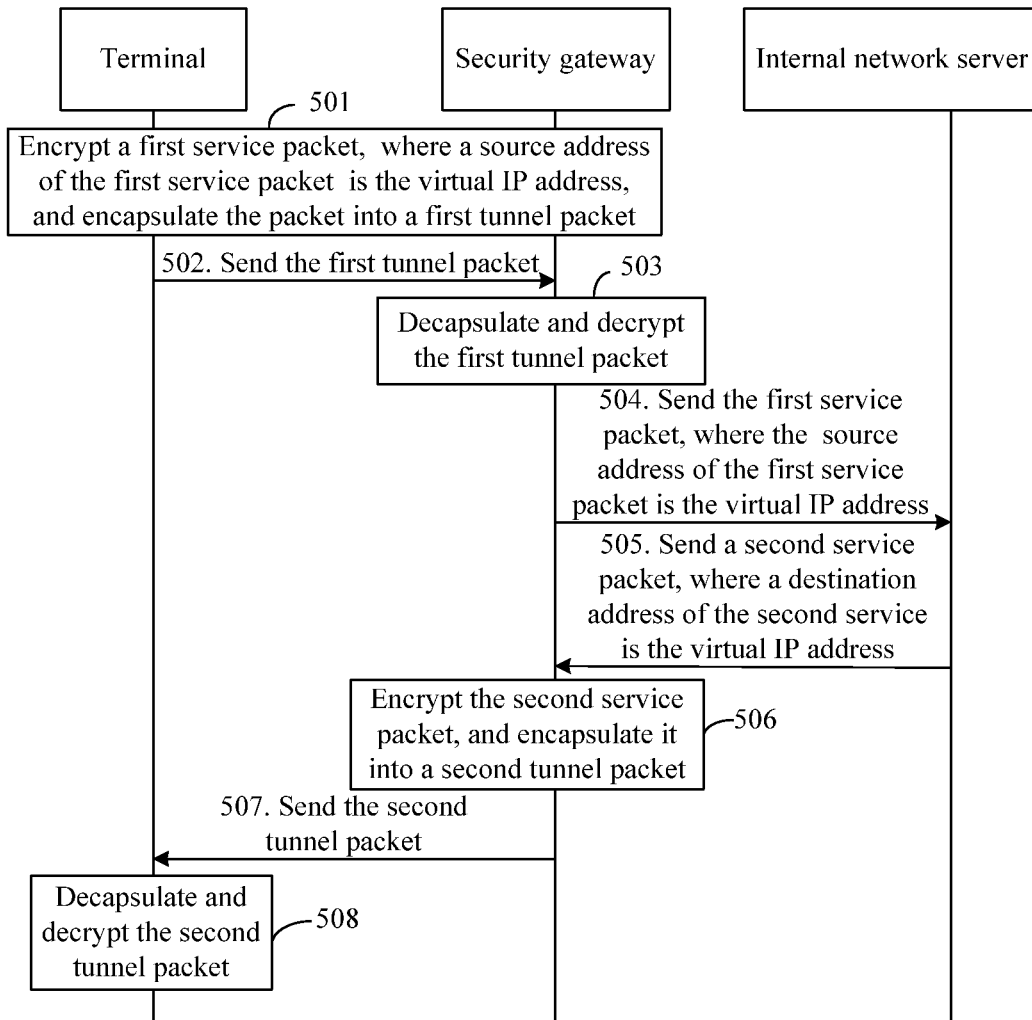 Terminal
Security gateway
Internal network server
501
Encrypt a first service packet, where a source address
of the first service packet is the virtual IP address,
and encapsulate the packet into a first tunnel packet
502. Send the first tunnel packet
503
Decapsulate and decrypt
the first tunnel packet
504. Send the first service
packet, where the source
address of the first service
packet is the virtual IP address
505. Send a second service
packet, where a destination
address of the second service
is the virtual IP address
Encrypt the second service
packet, and encapsulate it
into a second tunnel packet
506
507. Send the second
tunnel packet
Decapsulate and
decrypt the second
tunnel packet
508